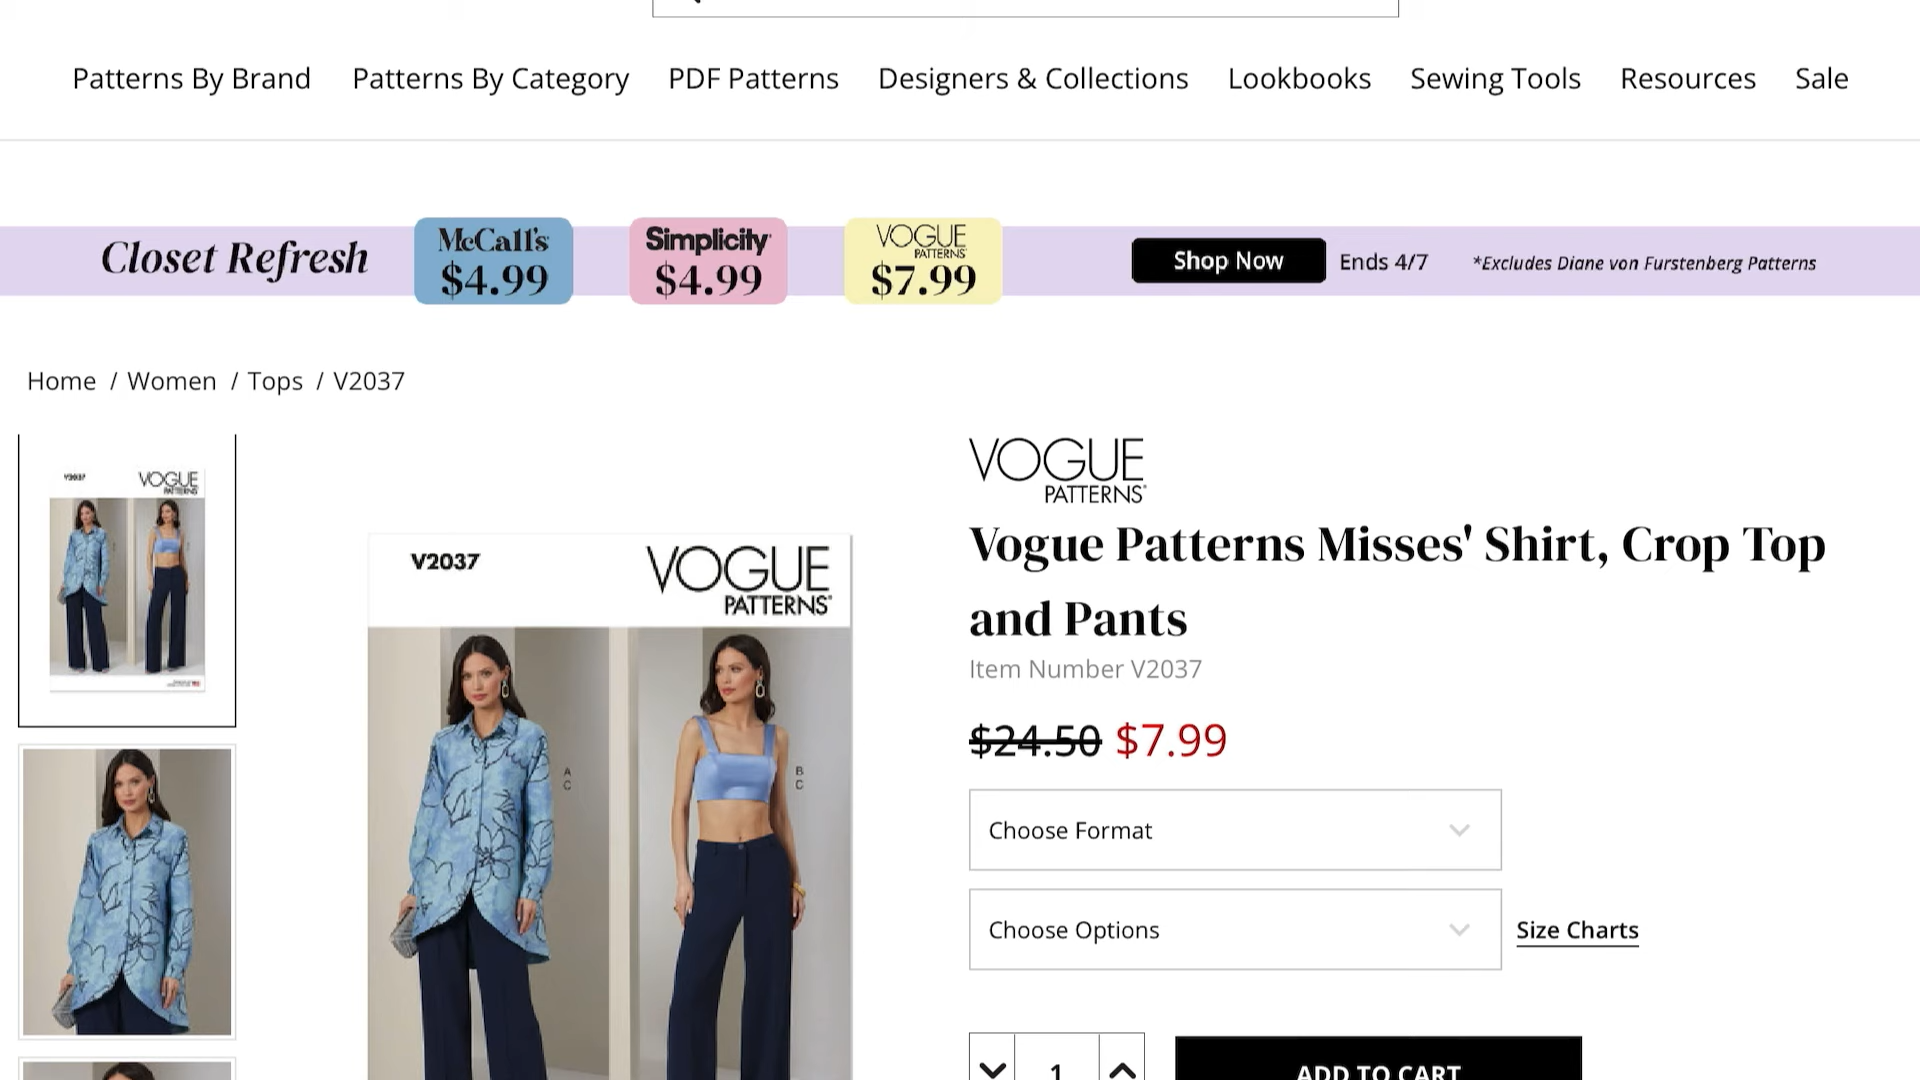 Patterns By Brand Patterns By Category PDF Patterns Designers & Collections Lookbooks Sewing Tools Resources Sale
Closet Refresh
McCall's
$4.99
Simplicity
$4.99
VOGUE
PATTERNS
$7.99
Shop Now
Ends 4/7
*Excludes Diane von Furstenberg Patterns
Home / Women / Tops / V2037
V2037
VOGUE
PATTERNS
V2037
VOGUE
PATTERNS
A
C
B
C
VOGUE
PATTERNS
Vogue Patterns Misses' Shirt, Crop Top
and Pants
Item Number V2037
$24.50 $7.99
Choose Format
Choose Options
Size Charts
1
ADD TO CART